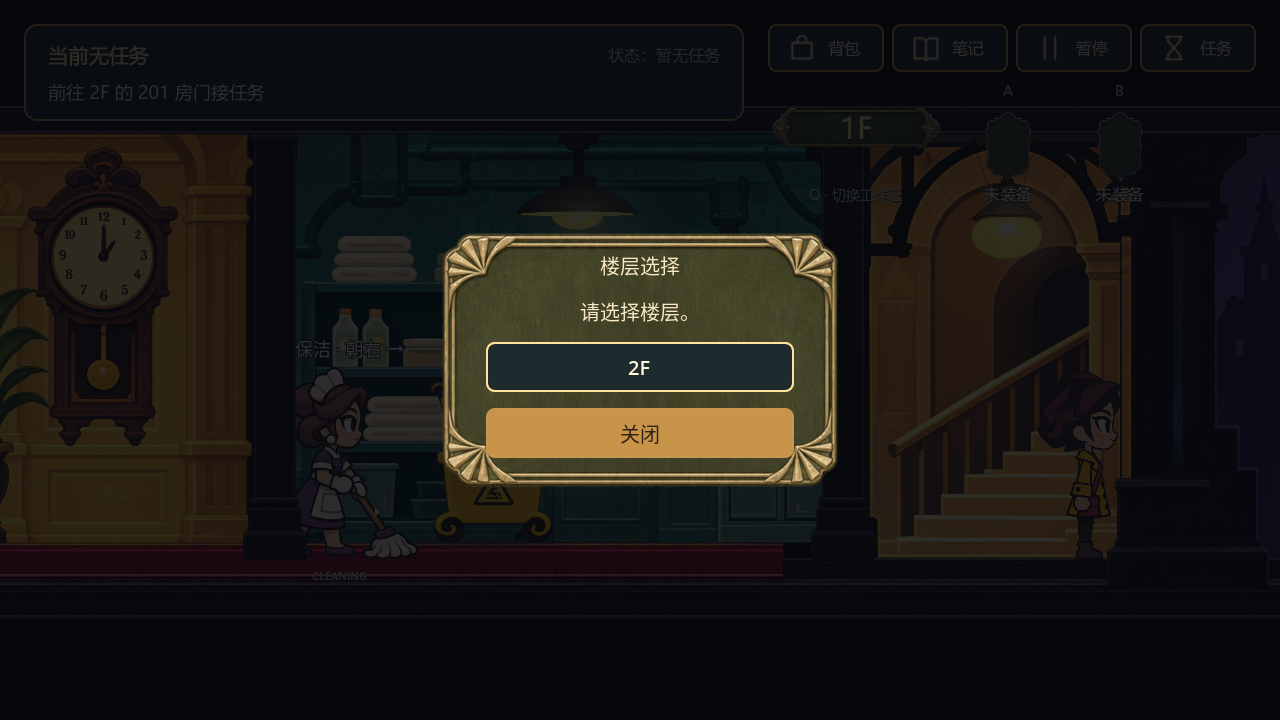 当前无任务
状态：暂无任务
前往 2F 的 201 房门接任务
背包
笔记
暂停
任务
A
B
1F
Q · 切换工作证
未装备
未装备
12
1
2
3
4
5
6
7
8
9
10
11
保洁 · 朝右 →
CLEANING
楼层选择
请选择楼层。
2F
关闭